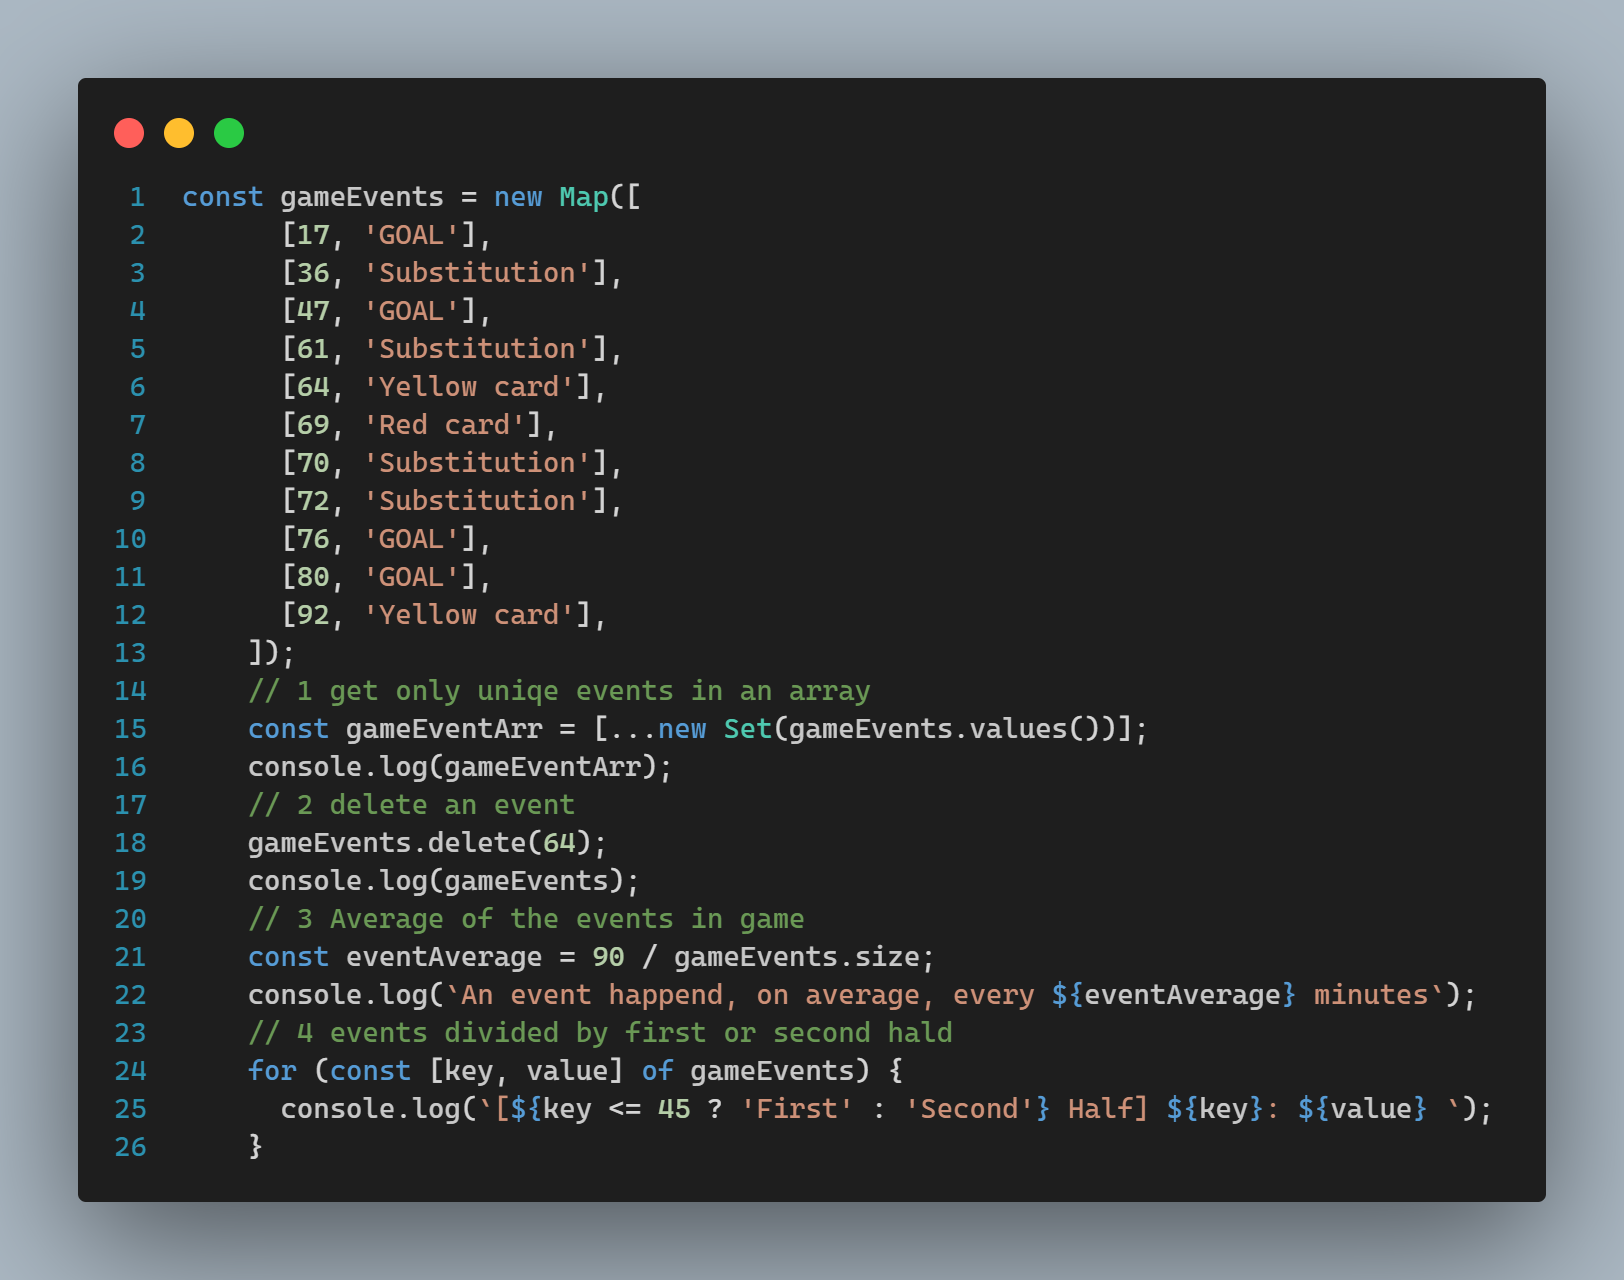 1 const gameEvents = new Map([
2 [17, 'GOAL'],
3 [36, 'Substitution'],
4 [47, 'GOAL'],
5 [61, 'Substitution'],
6 [64, 'Yellow card'],
7 [69, 'Red card'],
8 [70, 'Substitution'],
9 [72, 'Substitution'],
10 [76, 'GOAL'],
11 [80, 'GOAL'],
12 [92, 'Yellow card'],
13 ]);
14 // 1 get only uniqe events in an array
15 const gameEventArr = [...new Set(gameEvents.values())];
16 console.log(gameEventArr);
17 // 2 delete an event
18 gameEvents.delete(64);
19 console.log(gameEvents);
20 // 3 Average of the events in game
21 const eventAverage = 90 / gameEvents.size;
22 console.log(`An event happend, on average, every ${eventAverage} minutes`);
23 // 4 events divided by first or second hald
24 for (const [key, value] of gameEvents) {
25 console.log(`[${key <= 45 ? 'First' : 'Second'} Half] ${key}: ${value} `);
26 }